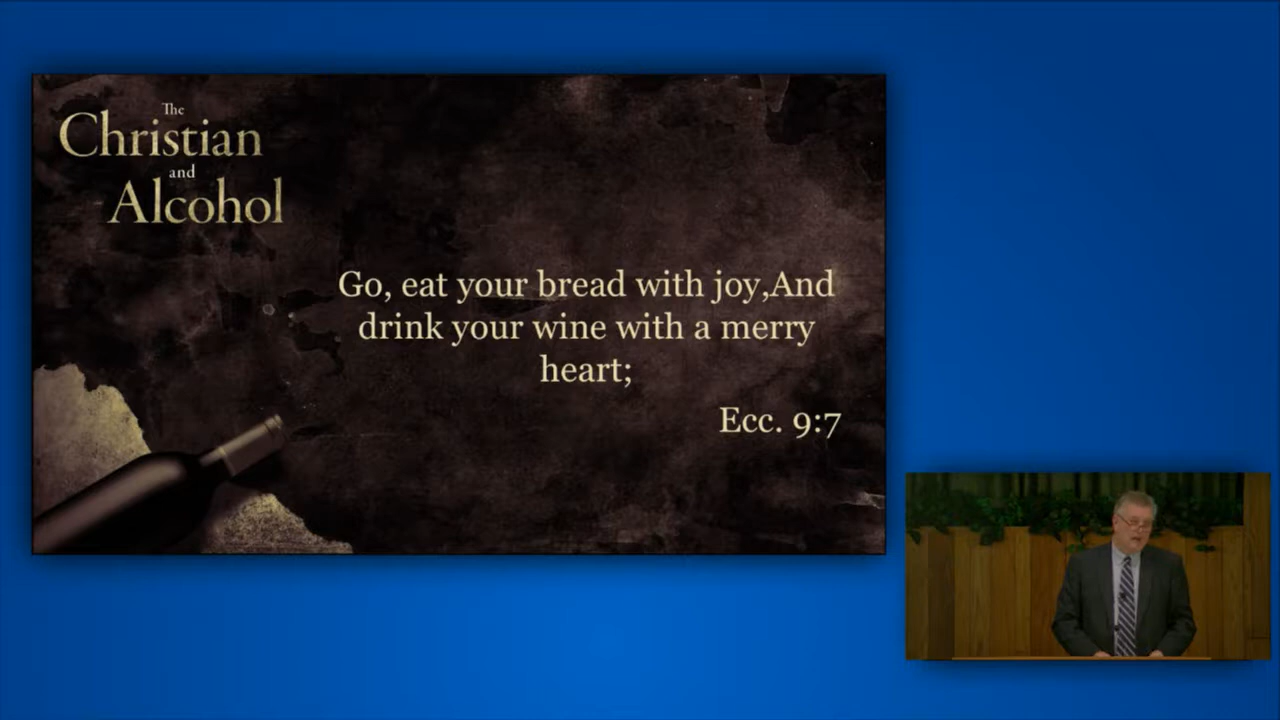 The
Christian
and
Alcohol
Go, eat your bread with joy,And
drink your wine with a merry
heart;
Ecc. 9:7